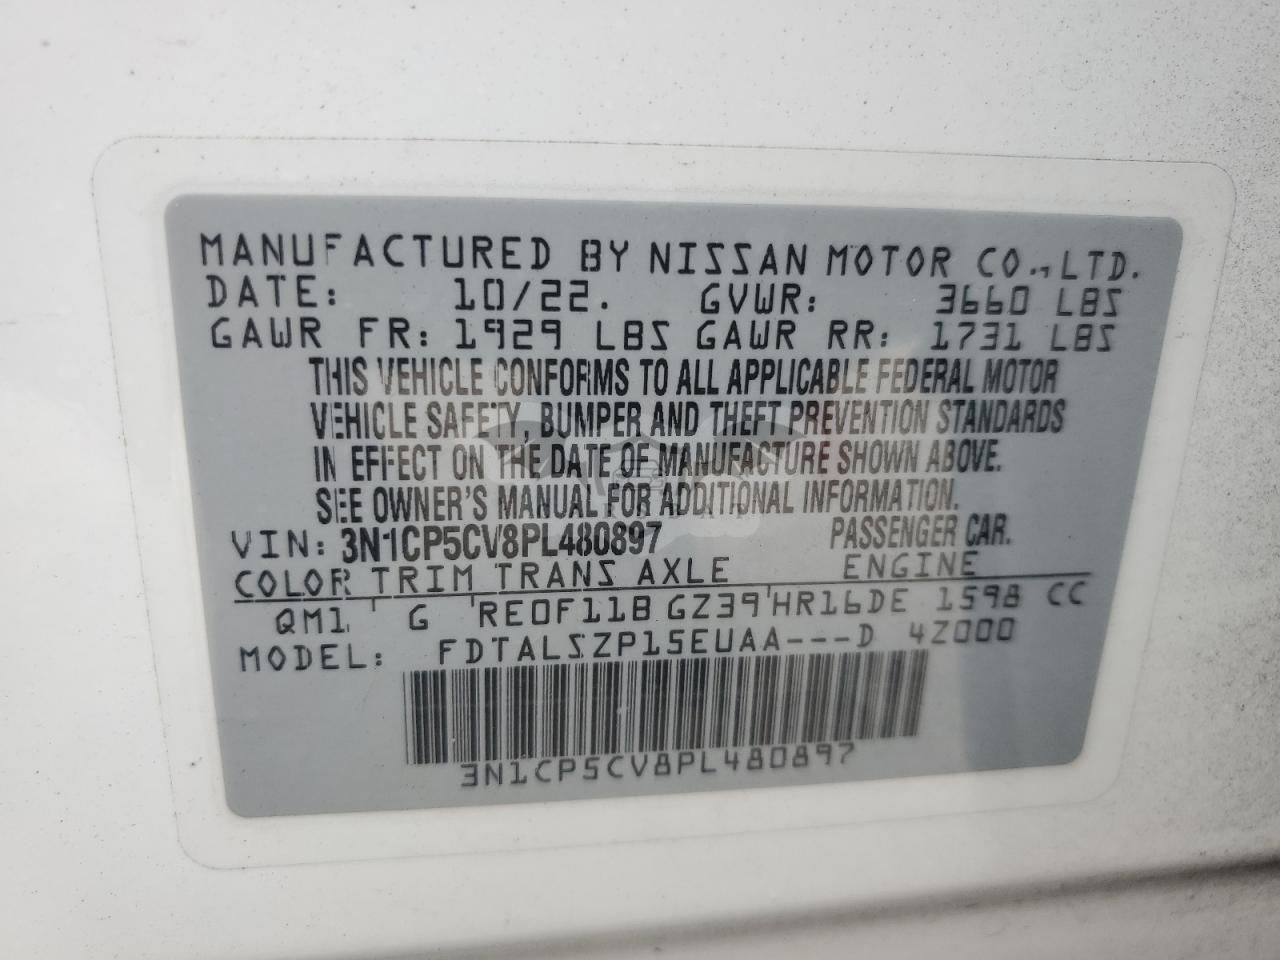 MANUFACTURED BY NISSAN MOTOR CO., LTD.
DATE: 10/22. GVWR: 3660 LBS
GAWR FR: 1929 LBS GAWR RR: 1731 LBS
THIS VEHICLE CONFORMS TO ALL APPLICABLE FEDERAL MOTOR
VEHICLE SAFETY, BUMPER AND THEFT PREVENTION STANDARDS
IN EFFECT ON THE DATE OF MANUFACTURE SHOWN ABOVE.
SEE OWNER'S MANUAL FOR ADDITIONAL INFORMATION.
VIN: 3N1CP5CV8PL480897 PASSENGER CAR.
COLOR TRIM TRANS AXLE ENGINE
QM1 G RE0F11B GZ39 HR16DE 1598 CC
MODEL: FDTALSZP15EUAA---D 4Z000
3N1CP5CV8PL480897